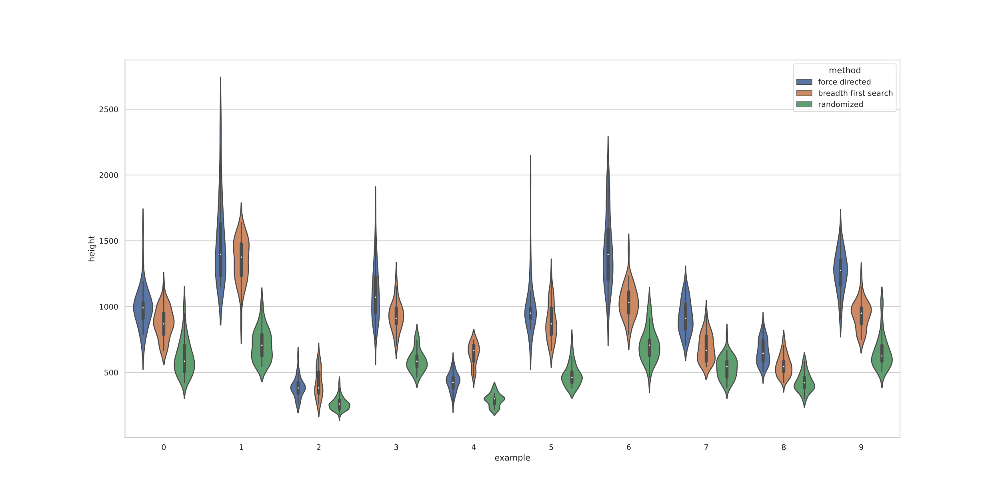 method
force directed
breadth first search
randomized
2500
2000
1500
1000
500
height
0 1 2 3 4 5 6 7 8 9
example